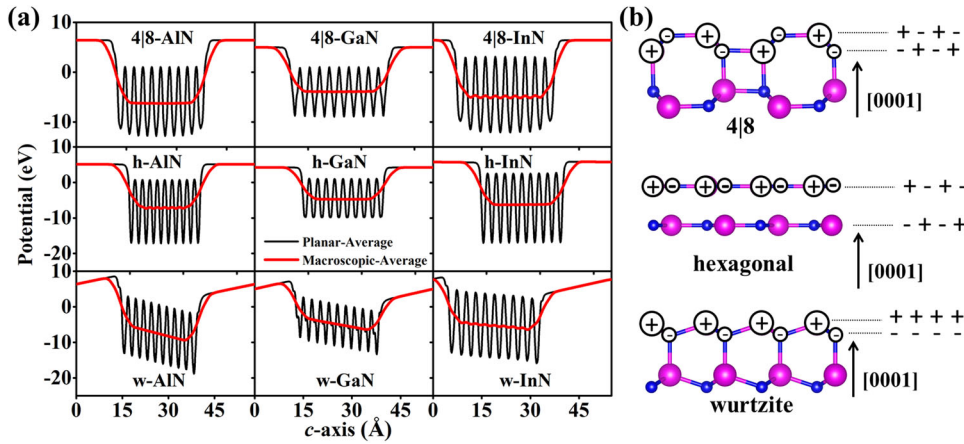 (a)
4|8-AlN
4|8-GaN
4|8-InN
10
0
-10
h-AlN
h-GaN
h-InN
10
0
-10
-20
Planar-Average
Macroscopic-Average
10
0
-10
-20
w-AlN
w-GaN
w-InN
0 15 30 45 0 15 30 45 0 15 30 45
Potential (eV)
c-axis (Å)
(b)
+ - + -
- + - +
[0001]
4|8
+ - + -
- + - +
[0001]
hexagonal
+ + + +
- - - -
[0001]
wurtzite